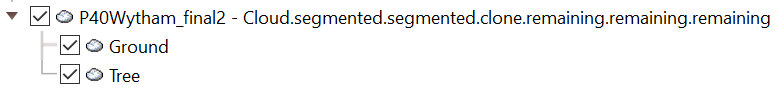 P40Wytham_final2 - Cloud.segmented.segmented.clone.remaining.remaining.remaining
Ground
Tree